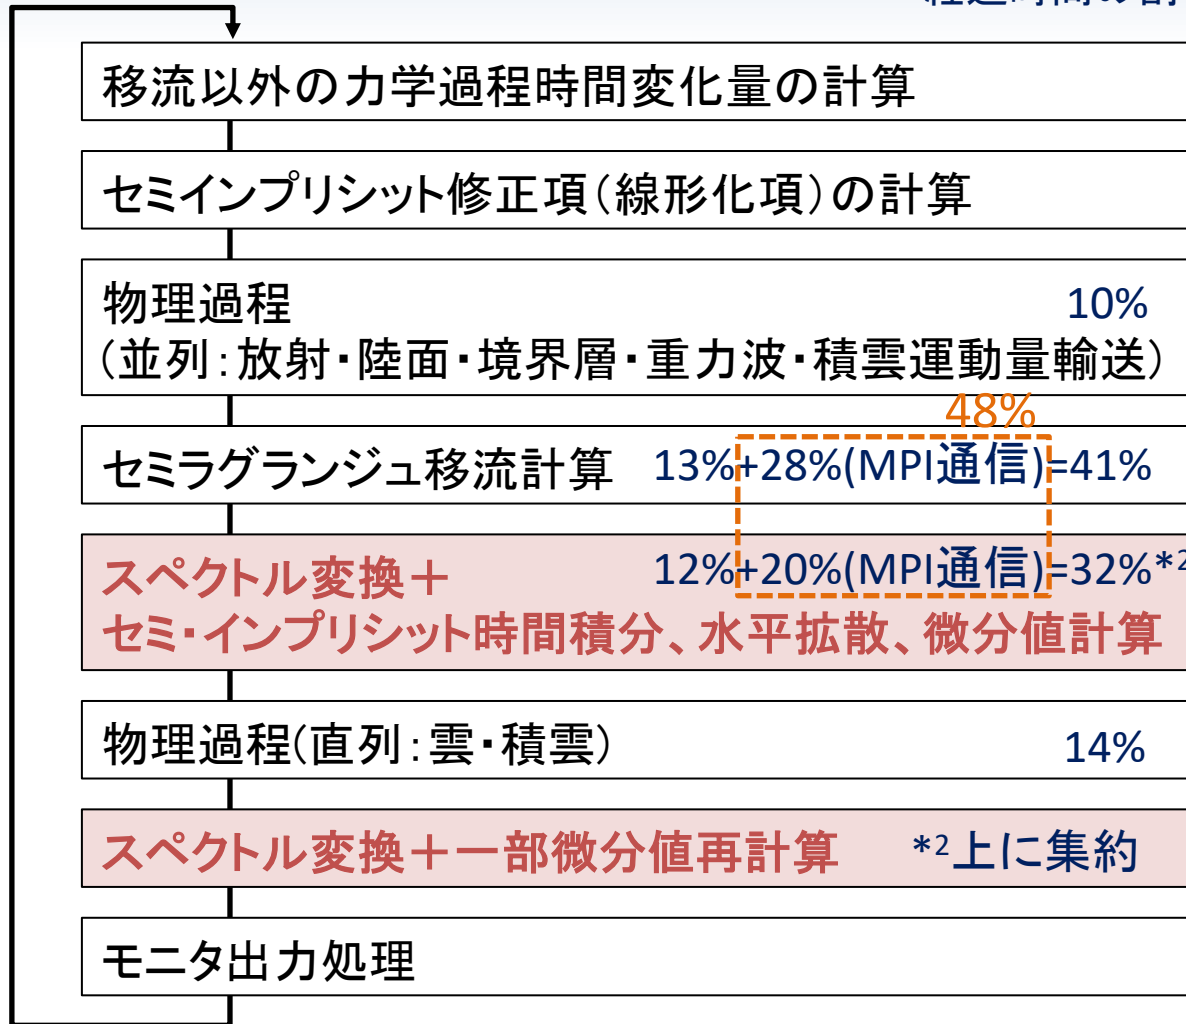 移流以外の力学過程時間変化量の計算
セミインプリシット修正項(線形化項)の計算
物理過程 10%
(並列:放射・陸面・境界層・重力波・積雲運動量輸送)
48%
セミラグランジュ移流計算 13%+28%(MPI通信)=41%
スペクトル変換+ 12%+20%(MPI通信)=32%*2
セミ・インプリシット時間積分、水平拡散、微分値計算
物理過程(直列:雲・積雲) 14%
スペクトル変換+一部微分値再計算 *2上に集約
モニタ出力処理